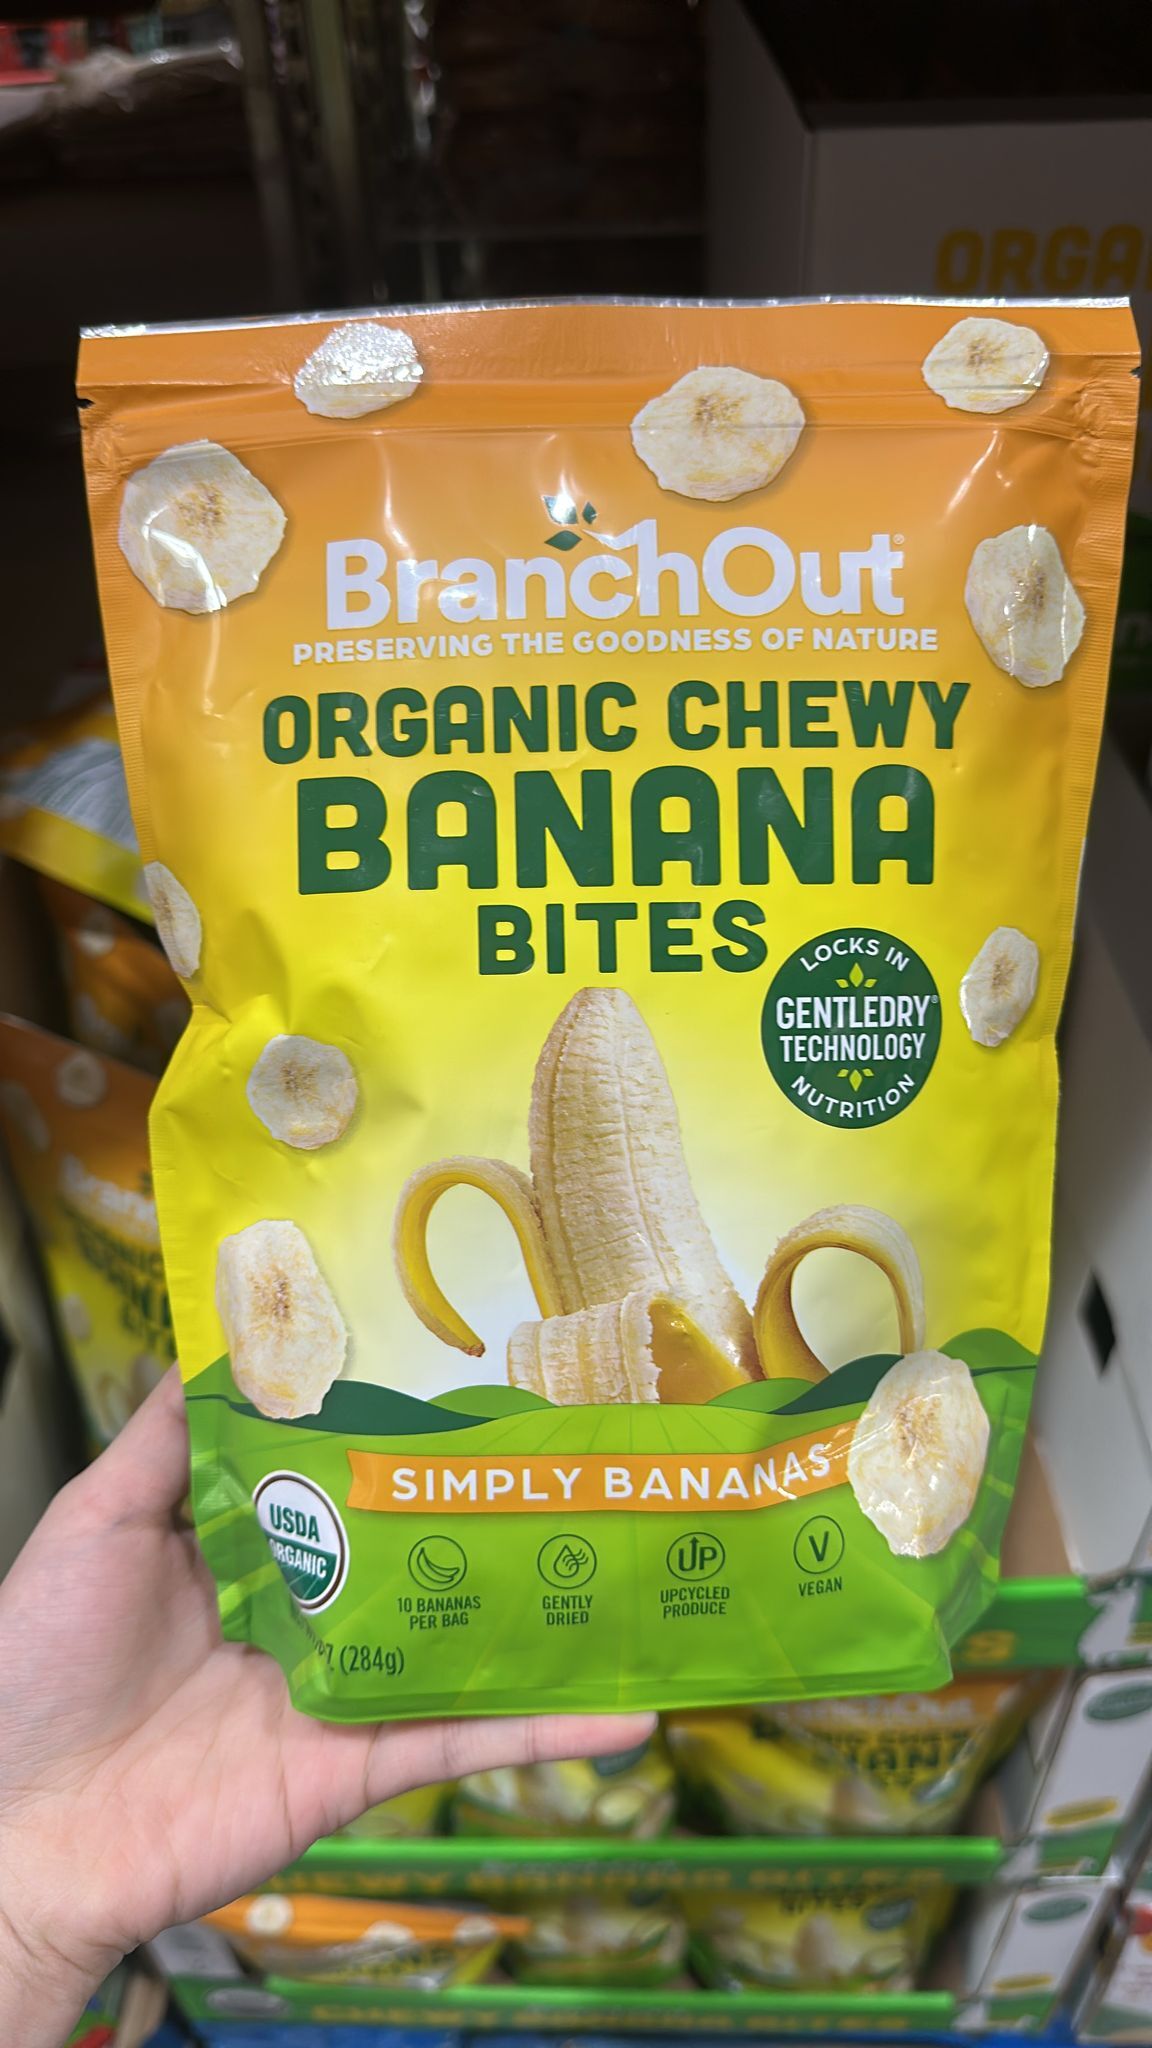 ORGA
BranchOut®
PRESERVING THE GOODNESS OF NATURE
ORGANIC CHEWY
BANANA
BITES
LOCKS IN
GENTLEDRY®
TECHNOLOGY
NUTRITION
SIMPLY BANANAS
USDA
ORGANIC
10 BANANAS
PER BAG
GENTLY
DRIED
UP
UPCYCLED
PRODUCE
V
VEGAN
(284g)